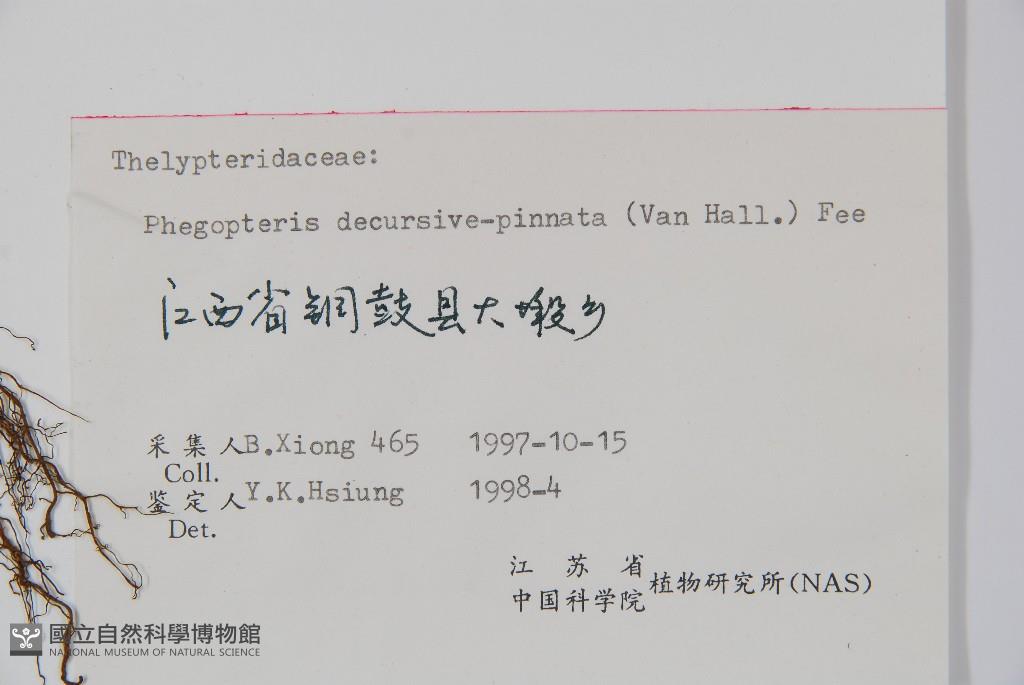 Thelypteridaceae:
Phegopteris decursive-pinnata (Van Hall.) Fee
江西省铜鼓县大塅乡
采集人B.Xiong 465 1997-10-15
Coll.
鉴定人Y.K.Hsiung 1998-4
Det.
江苏省
中国科学院植物研究所(NAS)
國立自然科學博物館
NATIONAL MUSEUM OF NATURAL SCIENCE